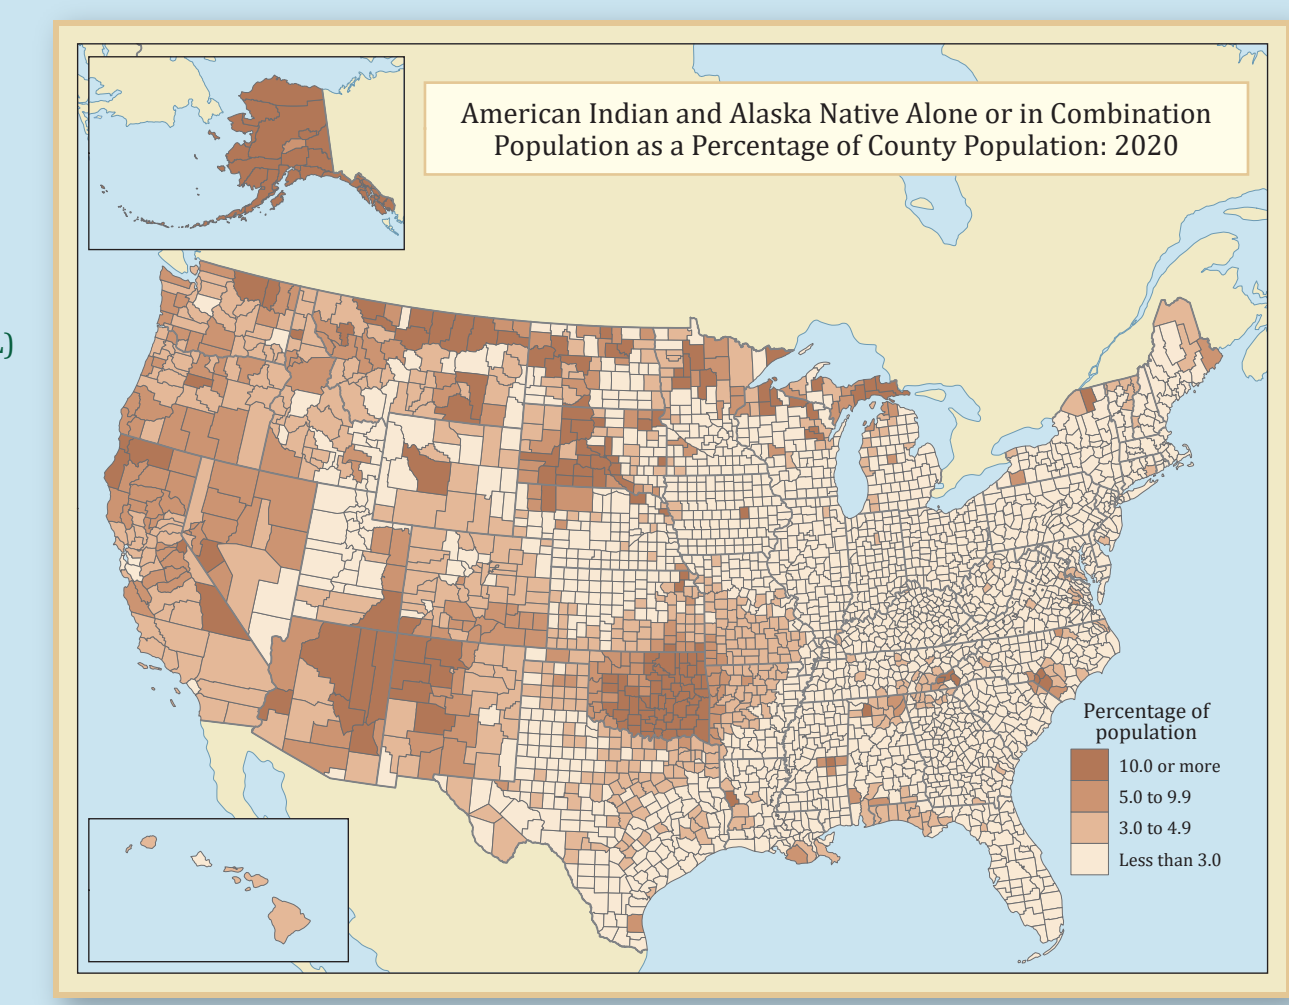 American Indian and Alaska Native Alone or in Combination
Population as a Percentage of County Population: 2020
)
Percentage of
population
10.0 or more
5.0 to 9.9
3.0 to 4.9
Less than 3.0